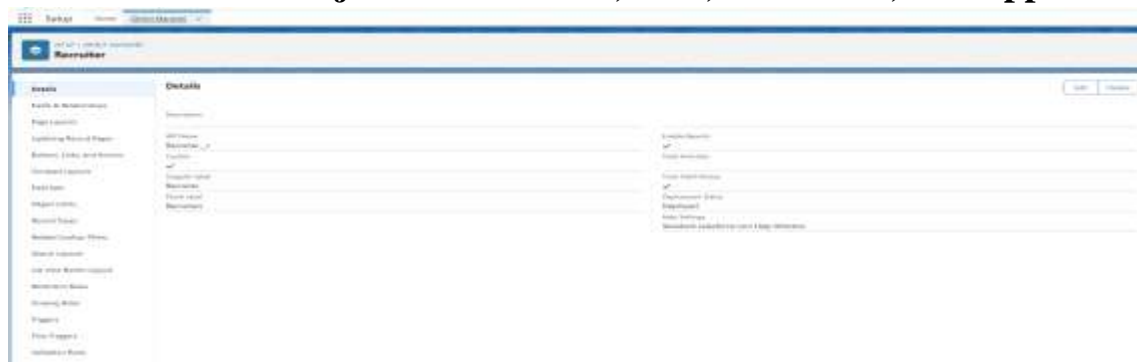 Setup
Home
Object Manager
SETUP > OBJECT MANAGER
Recruiter
Details
Details
Fields & Relationships
Page Layouts
Lightning Record Pages
Buttons, Links, and Actions
Compact Layouts
Field Sets
Object Limits
Record Types
Related Lookup Filters
Search Layouts
List View Button Layout
Restriction Rules
Scoping Rules
Triggers
Flow Triggers
Validation Rules
Edit
Delete
Description
API Name
Custom
Singular Label
Recruiter
Plural Label
Enable Reports
Track Activities
Track Field History
Deployment Status
Deployed
Help Settings
Standard salesforce.com Help Window